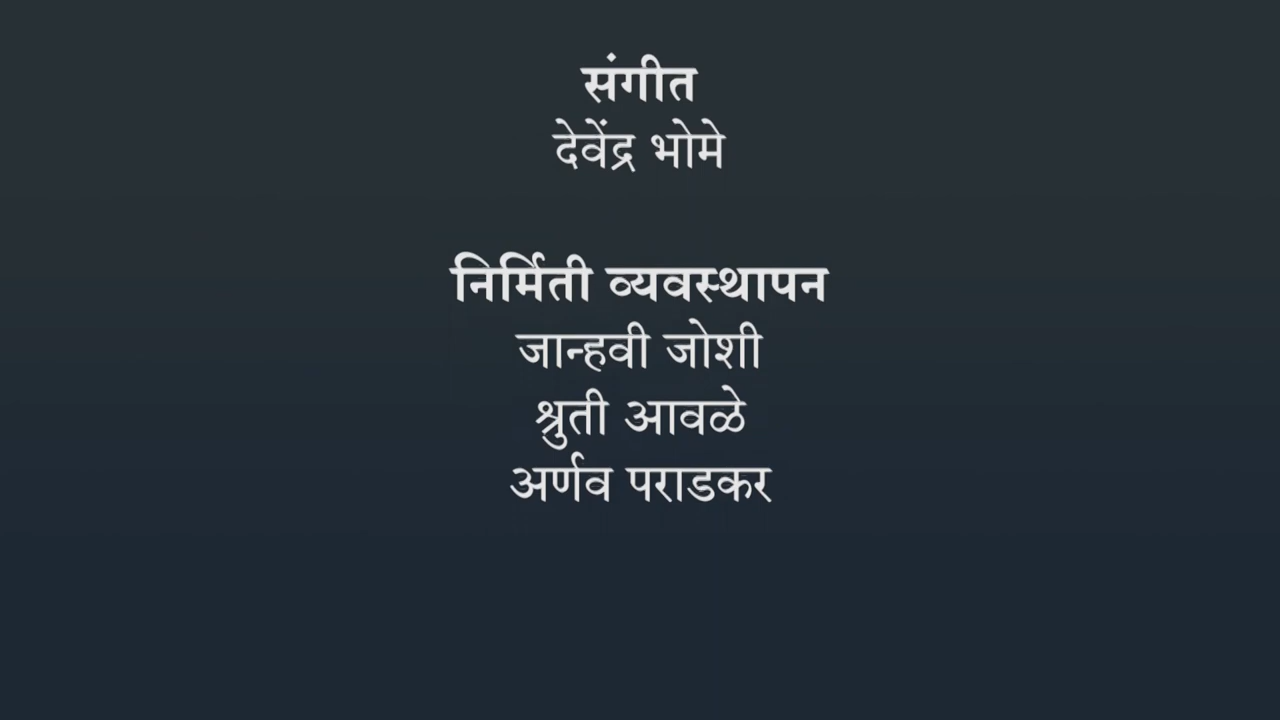 संगीत
देवेंद्र भोमे
निर्मिती व्यवस्थापन
जान्हवी जोशी
श्रुती आवळे
अर्णव पराडकर